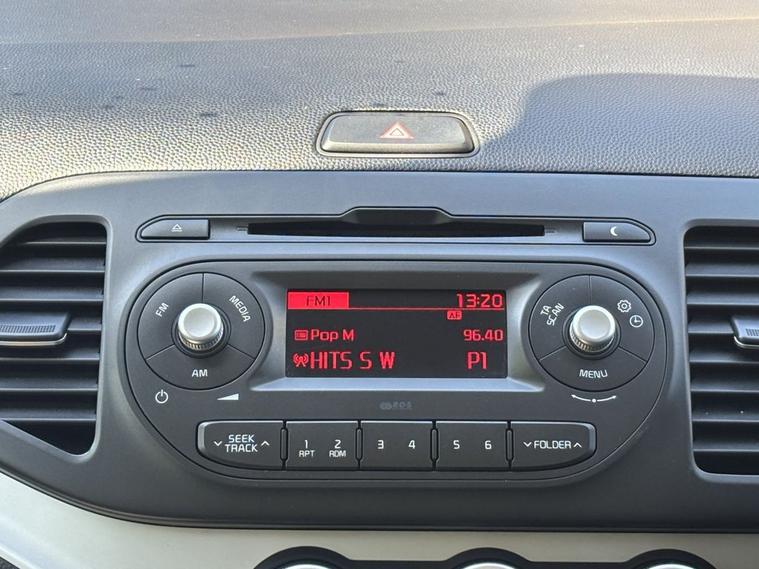 FM1 13:20
AF
Pop M 96.40
HITS S W P1
FM MEDIA
AM
TA SCAN
MENU
RDS
SEEK TRACK
1 RPT 2 RDM
3 4
5 6
FOLDER